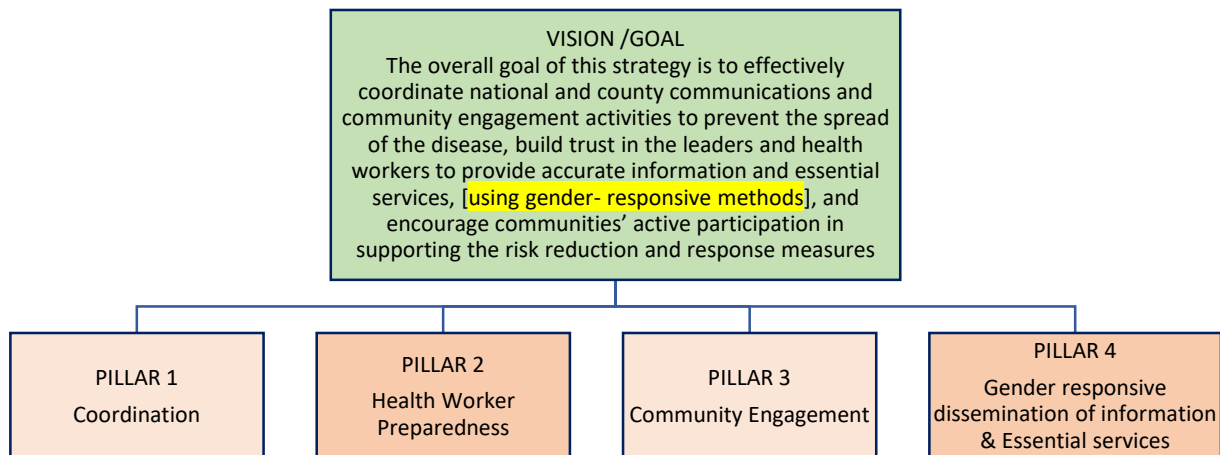 VISION /GOAL
The overall goal of this strategy is to effectively
coordinate national and county communications and
community engagement activities to prevent the spread
of the disease, build trust in the leaders and health
workers to provide accurate information and essential
services, [using gender- responsive methods], and
encourage communities’ active participation in
supporting the risk reduction and response measures
PILLAR 1
Coordination
PILLAR 2
Health Worker
Preparedness
PILLAR 3
Community Engagement
PILLAR 4
Gender responsive
dissemination of information
& Essential services